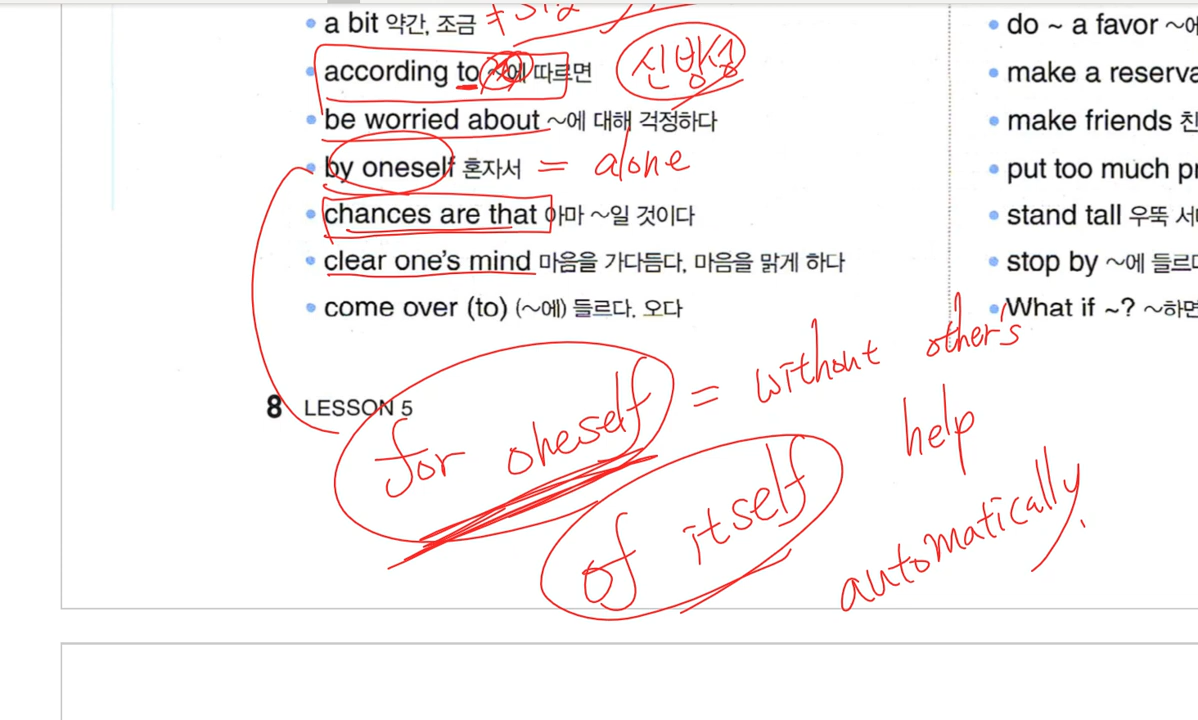 a bit 약간, 조금 ≠
according to ~에 따르면 신빙성
be worried about ~에 대해 걱정하다
by oneself 혼자서 = alone
chances are that 아마 ~일 것이다
clear one's mind 마음을 가다듬다, 마음을 맑게 하다
come over (to) (~에) 들르다, 오다
do ~ a favor ~에
make a reserva
make friends 친
put too much pr
stand tall 우뚝 서
stop by ~에 들르다
What if ~? ~하면
8 LESSON 5
for oneself = without other's help
of itself automatically